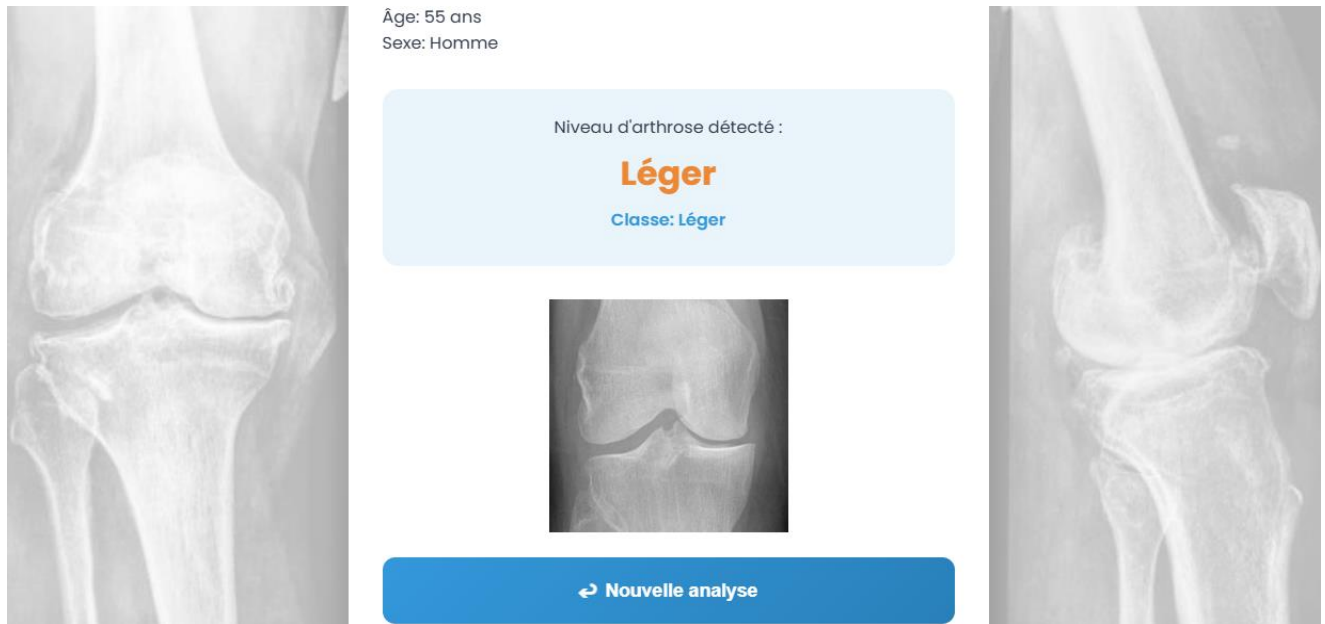 Âge: 55 ans
Sexe: Homme
Niveau d'arthrose détecté :
Léger
Classe: Léger
Nouvelle analyse